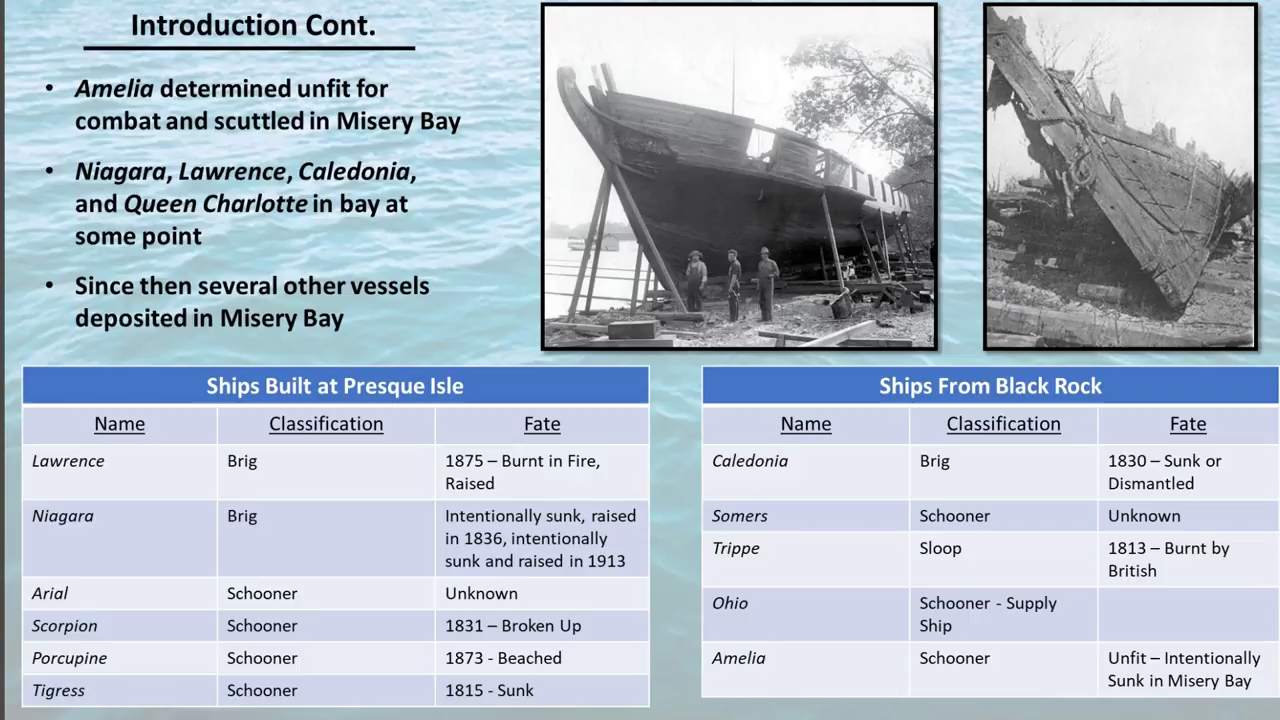 Introduction Cont.
• Amelia determined unfit for
combat and scuttled in Misery Bay
• Niagara, Lawrence, Caledonia,
and Queen Charlotte in bay at
some point
• Since then several other vessels
deposited in Misery Bay
Ships Built at Presque Isle
Name Classification Fate
Lawrence Brig 1875 – Burnt in Fire,
Raised
Niagara Brig Intentionally sunk, raised
in 1836, intentionally
sunk and raised in 1913
Arial Schooner Unknown
Scorpion Schooner 1831 – Broken Up
Porcupine Schooner 1873 - Beached
Tigress Schooner 1815 - Sunk
Ships From Black Rock
Name Classification Fate
Caledonia Brig 1830 – Sunk or
Dismantled
Somers Schooner Unknown
Trippe Sloop 1813 – Burnt by
British
Ohio Schooner - Supply
Ship
Amelia Schooner Unfit – Intentionally
Sunk in Misery Bay